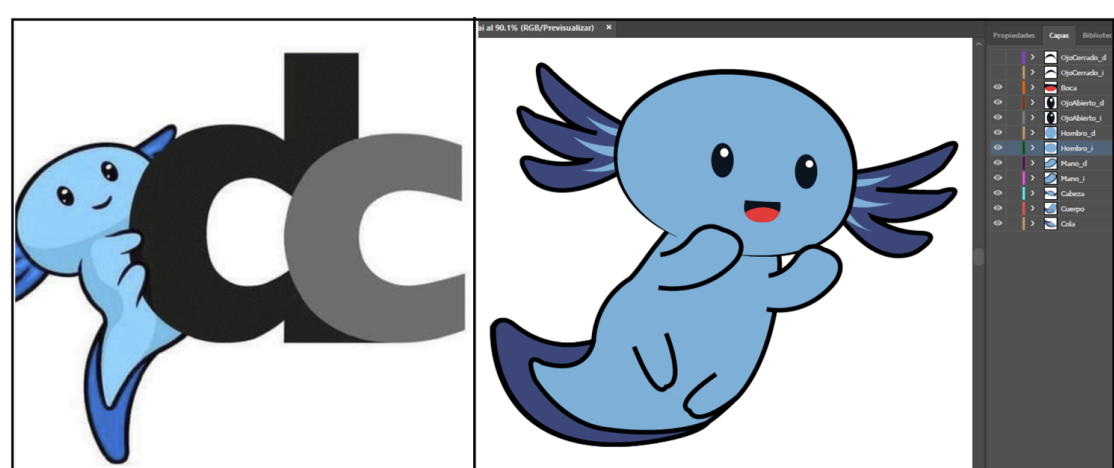 dc
ai al 90.1% (RGB/Previsualizar) ×
Propiedades Capas Bibliotec
OjoCerrado_d
OjoCerrado_i
Boca
OjoAbierto_d
OjoAbierto_i
Hombro_d
Hombro_i
Mano_d
Mano_i
Cabeza
Cuerpo
Cola